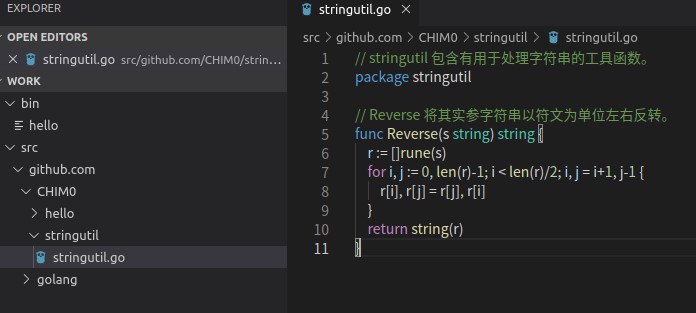 EXPLORER
OPEN EDITORS
stringutil.go src/github.com/CHIM0/strin...
WORK
bin
hello
src
github.com
CHIM0
hello
stringutil
stringutil.go
golang
stringutil.go
src > github.com > CHIM0 > stringutil > stringutil.go
1 // stringutil 包含有用于处理字符串的工具函数。
2 package stringutil
3
4 // Reverse 将其实参字符串以符文为单位左右反转。
5 func Reverse(s string) string {
6 r := []rune(s)
7 for i, j := 0, len(r)-1; i < len(r)/2; i, j = i+1, j-1 {
8 r[i], r[j] = r[j], r[i]
9 }
10 return string(r)
11 }